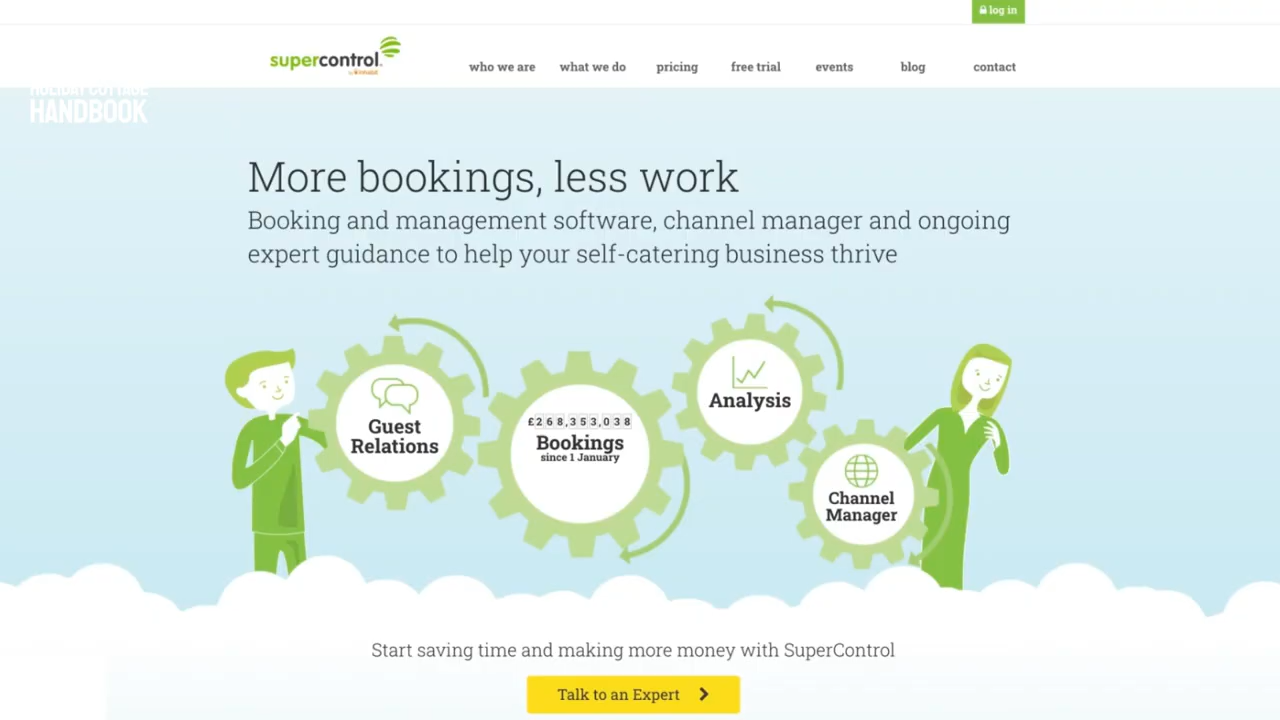 log in
supercontrol
who we are
what we do
pricing
free trial
events
blog
contact
HOLIDAY COTTAGE
HANDBOOK
More bookings, less work
Booking and management software, channel manager and ongoing
expert guidance to help your self-catering business thrive
Guest
Relations
£268,353,038
Bookings
since 1 January
Analysis
Channel
Manager
Start saving time and making more money with SuperControl
Talk to an Expert